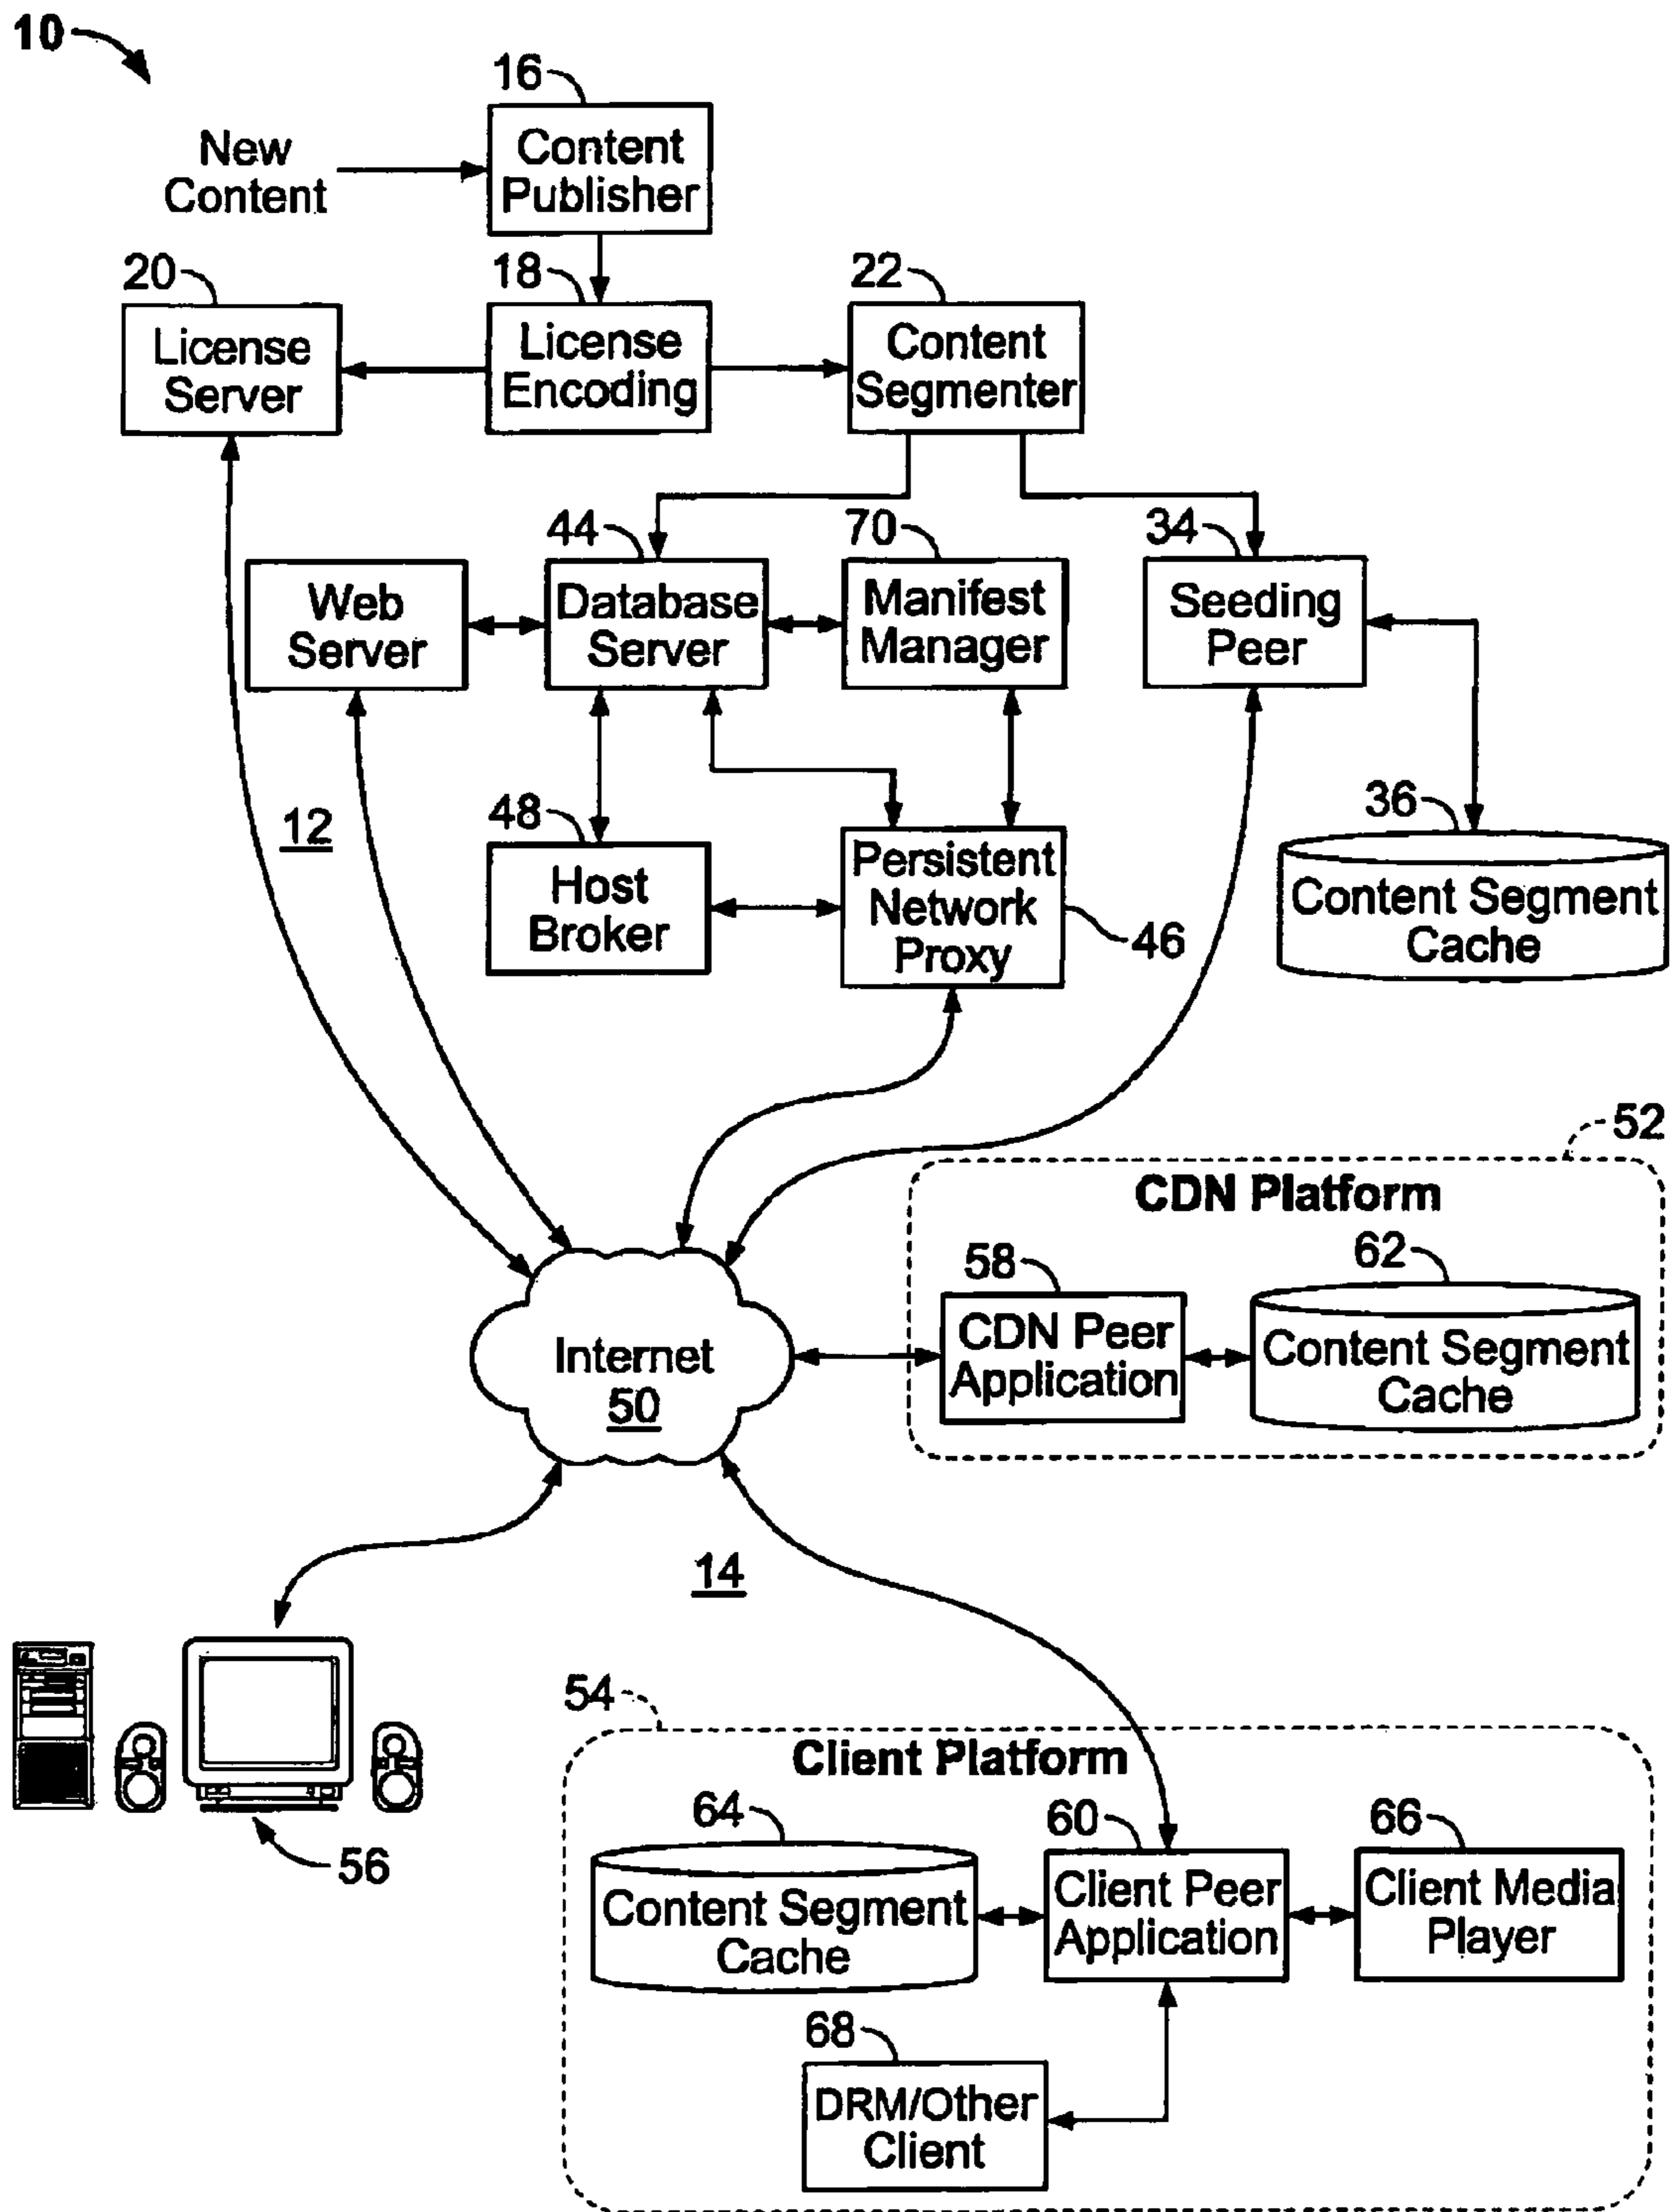 10
16
New
Content
Content
Publisher
20
18
22
License
Server
License
Encoding
Content
Segmenter
44
70
34
Web
Server
Database
Server
Manifest
Manager
Seeding
Peer
12
48
36
Host
Broker
Persistent
Network
Proxy
46
Content Segment
Cache
52
CDN Platform
58
62
Internet
50
CDN Peer
Application
Content Segment
Cache
14
56
54
Client Platform
64
60
66
Content Segment
Cache
Client Peer
Application
Client Media
Player
68
DRM/Other
Client